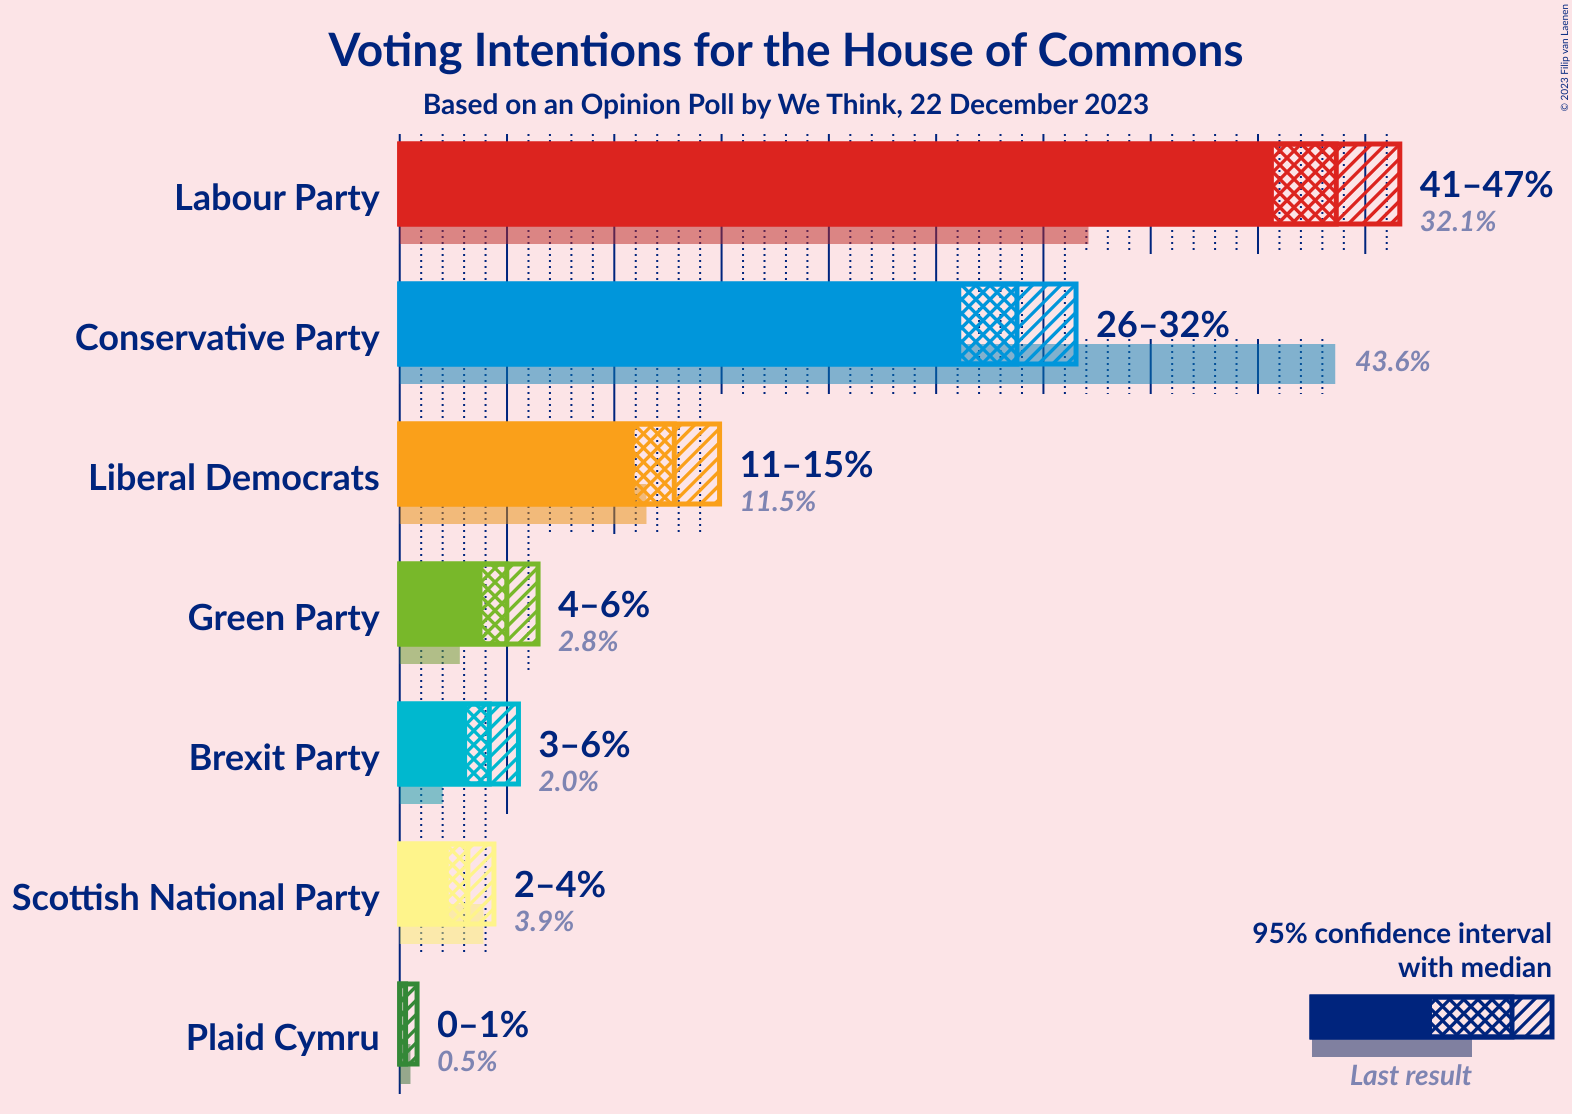 Voting Intentions for the House of Commons
Based on an Opinion Poll by We Think, 22 December 2023
© 2023 Filip van Laenen
Labour Party
41–47%
32.1%
Conservative Party
26–32%
43.6%
Liberal Democrats
11–15%
11.5%
Green Party
4–6%
2.8%
Brexit Party
3–6%
2.0%
Scottish National Party
2–4%
3.9%
Plaid Cymru
0–1%
0.5%
95% confidence interval
with median
Last result